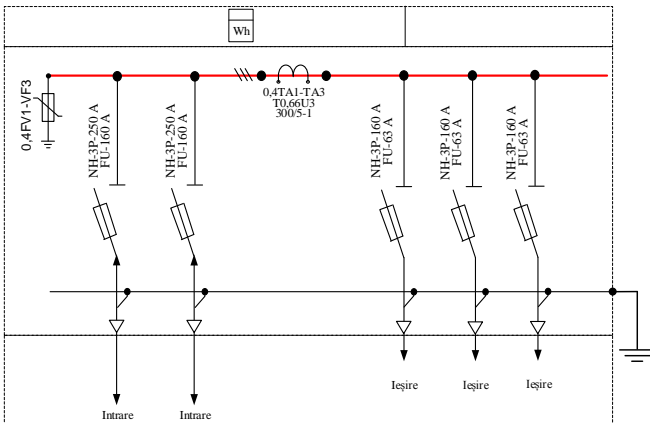 Wh
0,4FV1-VF3
NH-3P-250 A
FU-160 A
NH-3P-250 A
FU-160 A
0,4TA1-TA3
T0,66U3
300/5-1
NH-3P-160 A
FU-63 A
NH-3P-160 A
FU-63 A
NH-3P-160 A
FU-63 A
Intrare
Intrare
Ieșire
Ieșire
Ieșire